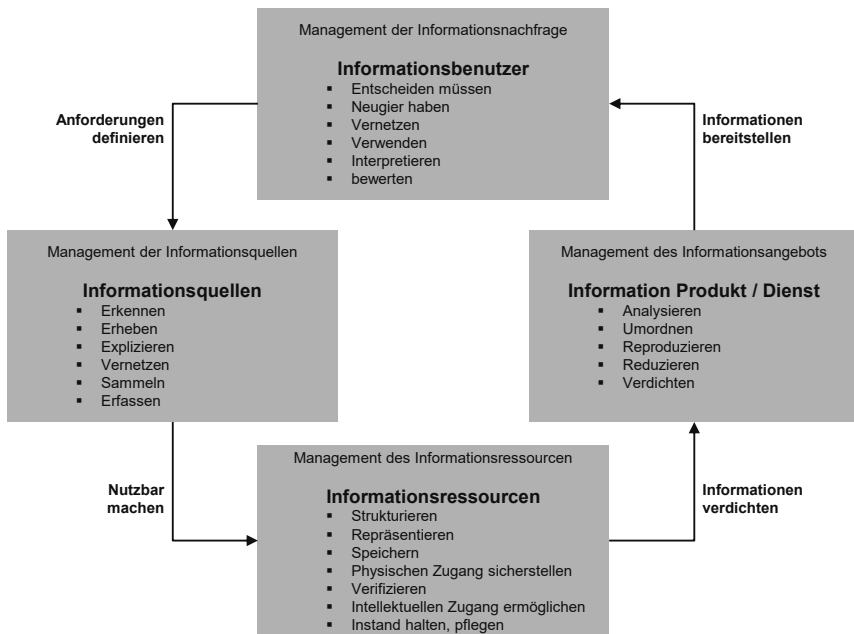 Management der Informationsnachfrage
Informationsbenutzer
▪ Entscheiden müssen
▪ Neugier haben
▪ Vernetzen
▪ Verwenden
▪ Interpretieren
▪ bewerten
Anforderungen
definieren
Informationen
bereitstellen
Management der Informationsquellen
Informationsquellen
▪ Erkennen
▪ Erheben
▪ Explizieren
▪ Vernetzen
▪ Sammeln
▪ Erfassen
Management des Informationsangebots
Information Produkt / Dienst
▪ Analysieren
▪ Umordnen
▪ Reproduzieren
▪ Reduzieren
▪ Verdichten
Nutzbar
machen
Informationen
verdichten
Management des Informationsressourcen
Informationsressourcen
▪ Strukturieren
▪ Repräsentieren
▪ Speichern
▪ Physischen Zugang sicherstellen
▪ Verifizieren
▪ Intellektuellen Zugang ermöglichen
▪ Instand halten, pflegen